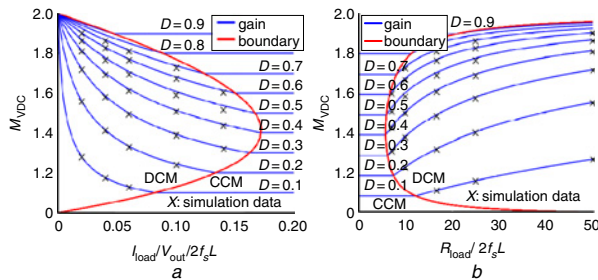 2.0
1.8
1.6
1.4
1.2
1.0
M_VDC
gain
boundary
D = 0.9
D = 0.8
D = 0.7
D = 0.6
D = 0.5
D = 0.4
D = 0.3
D = 0.2
D = 0.1
DCM
CCM
X: simulation data
0 0.05 0.10 0.15 0.20
I_load/V_out/2f_sL
a
2.0
1.8
1.6
1.4
1.2
1.0
M_VDC
gain
boundary
D = 0.9
D = 0.7
D = 0.6
D = 0.5
D = 0.4
D = 0.3
D = 0.2
D = 0.1
DCM
CCM
X: simulation data
0 10 20 30 40 50
R_load/ 2f_sL
b